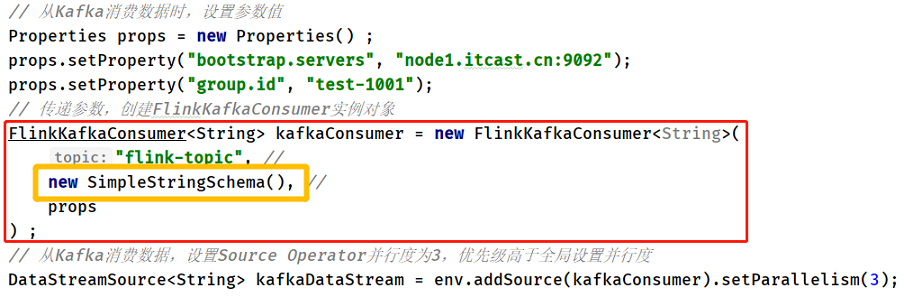 // 从Kafka消费数据时，设置参数值
Properties props = new Properties() ;
props.setProperty("bootstrap.servers", "node1.itcast.cn:9092");
props.setProperty("group.id", "test-1001");
// 传递参数，创建FlinkKafkaConsumer实例对象
FlinkKafkaConsumer<String> kafkaConsumer = new FlinkKafkaConsumer<String>(
topic: "flink-topic", //
new SimpleStringSchema(), //
props
) ;
// 从Kafka消费数据，设置Source Operator并行度为3，优先级高于全局设置并行度
DataStreamSource<String> kafkaDataStream = env.addSource(kafkaConsumer).setParallelism(3);